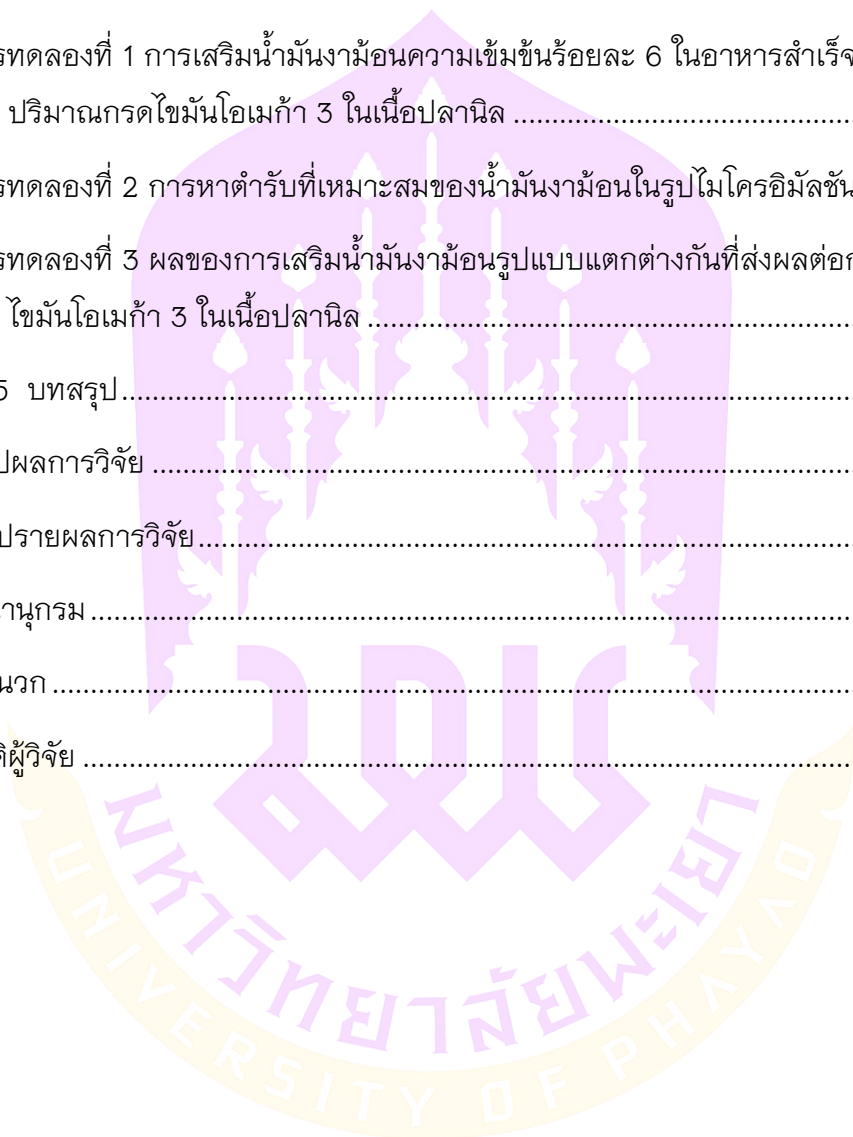 รทดลองที่ 1 การเสริมน้ำมันงาม้อนความเข้มข้นร้อยละ 6 ในอาหารสำเร็จ
ปริมาณกรดไขมันโอเมก้า 3 ในเนื้อปลานิล ................................................
รทดลองที่ 2 การหาตำรับที่เหมาะสมของน้ำมันงาม้อนในรูปไมโครอิมัลชัน
รทดลองที่ 3 ผลของการเสริมน้ำมันงาม้อนรูปแบบแตกต่างกันที่ส่งผลต่อก
ไขมันโอเมก้า 3 ในเนื้อปลานิล ................................................
5 บทสรุป ................................................
ปผลการวิจัย ................................................
ปรายผลการวิจัย ................................................
านุกรม ................................................
นวก ................................................
ติผู้วิจัย ................................................
มหาวิทยาลัยพะเยา
UNIVERSITY OF PHAYAO